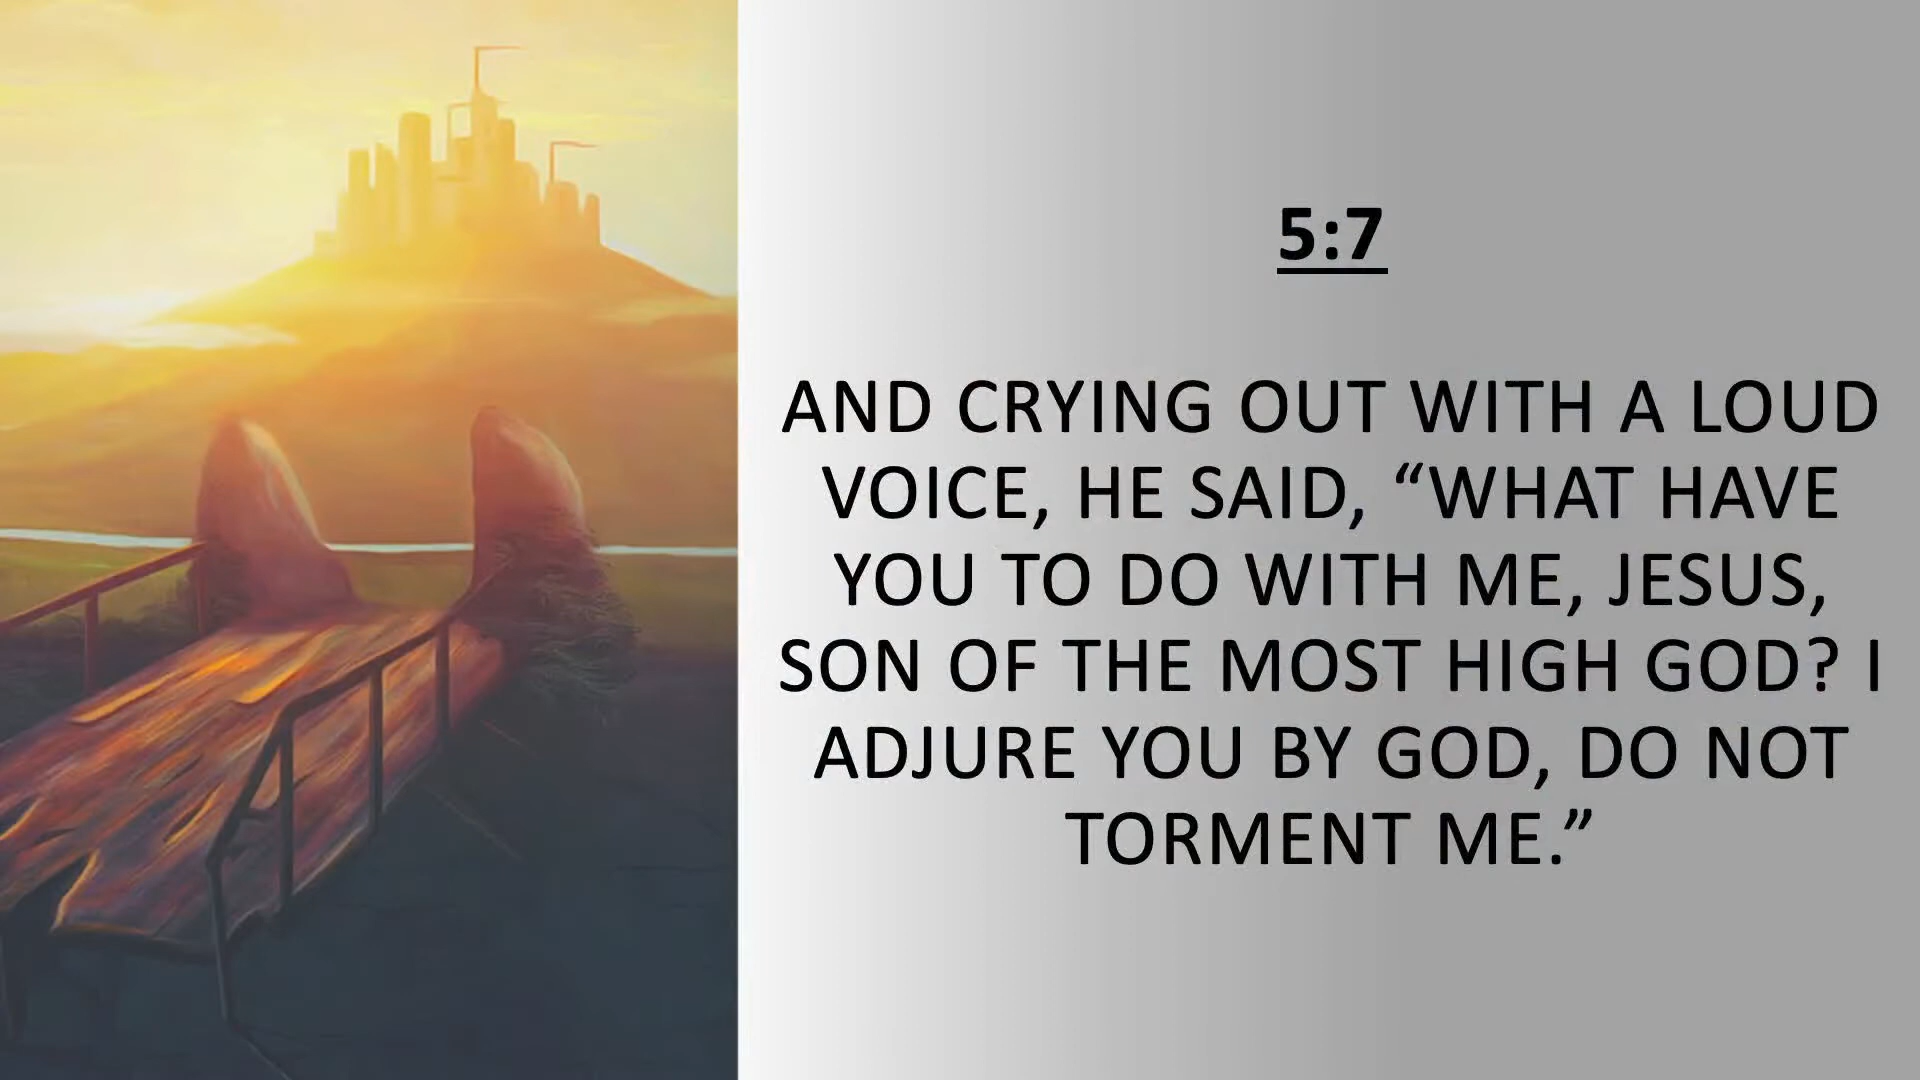 5:7
AND CRYING OUT WITH A LOUD
VOICE, HE SAID, “WHAT HAVE
YOU TO DO WITH ME, JESUS,
SON OF THE MOST HIGH GOD? I
ADJURE YOU BY GOD, DO NOT
TORMENT ME.”